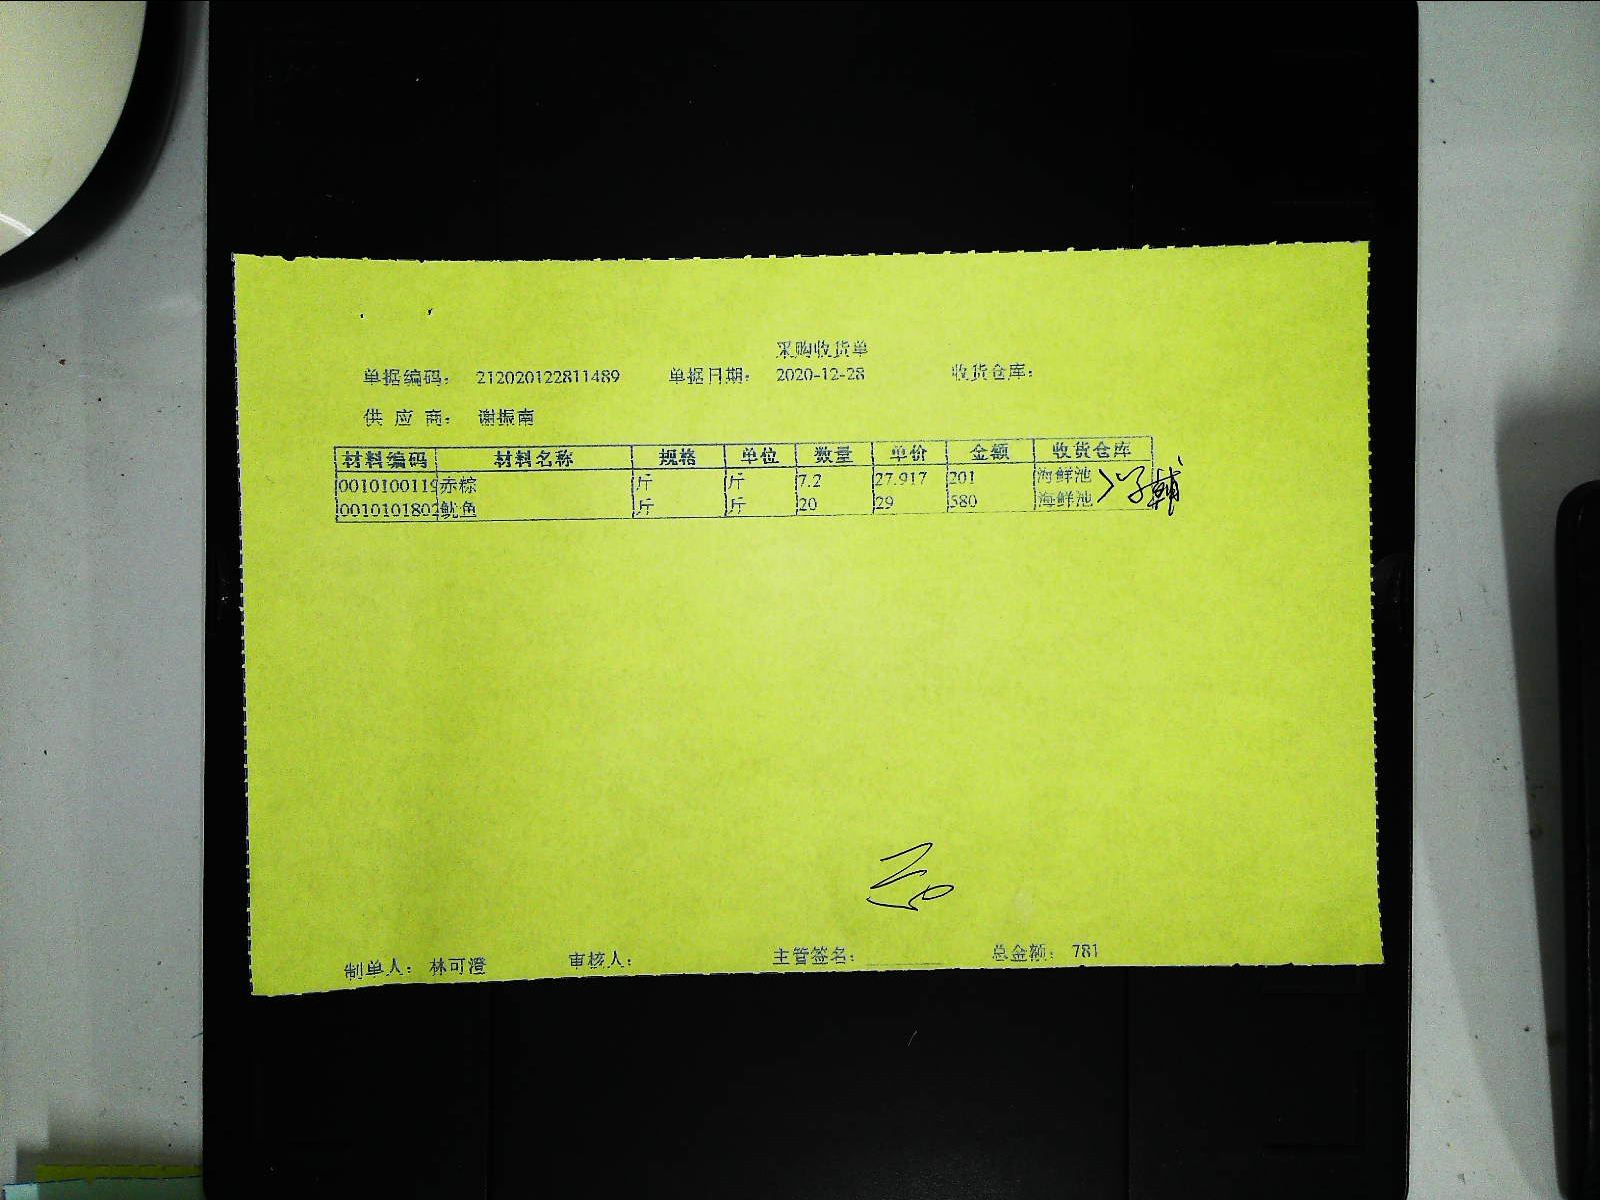 采购收货单
单据编码： 212020122811489 单据日期： 2020-12-28 收货仓库：
供 应 商： 谢振南
材料编码 材料名称 规格 单位 数量 单价 金额 收货仓库
0010100119 赤粽 斤 斤 7.2 27.917 201 海鲜池
0010101802 鱿鱼 斤 斤 20 29 580 海鲜池
制单人： 林可澄 审核人： 主管签名： 总金额： 781